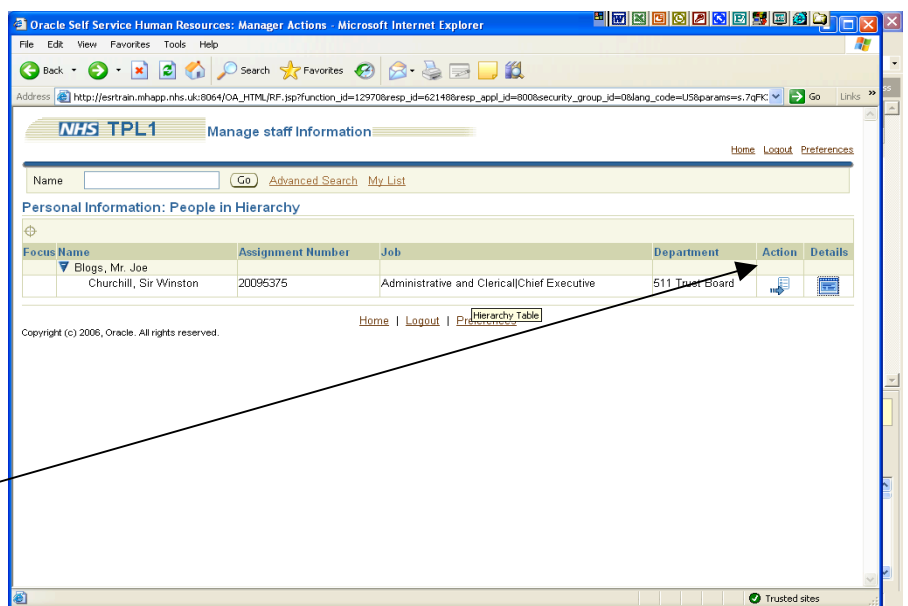 Oracle Self Service Human Resources: Manager Actions - Microsoft Internet Explorer
File Edit View Favorites Tools Help
Back Search Favorites
Address http://esrtrain.mhapp.nhs.uk:8064/OA_HTML/RF.jsp?function_id=12970&resp_id=62148&resp_appl_id=800&security_group_id=0&lang_code=US&params=s.7qFK Go Links »
NHS TPL1 Manage staff Information
Home Logout Preferences
Name Go Advanced Search My List
Personal Information: People in Hierarchy
Focus Name Assignment Number Job Department Action Details
Blogs, Mr. Joe
Churchill, Sir Winston 20095375 Administrative and Clerical|Chief Executive 511 Trust Board
Home | Logout | Preferences
Hierarchy Table
Copyright (c) 2006, Oracle. All rights reserved.
Trusted sites